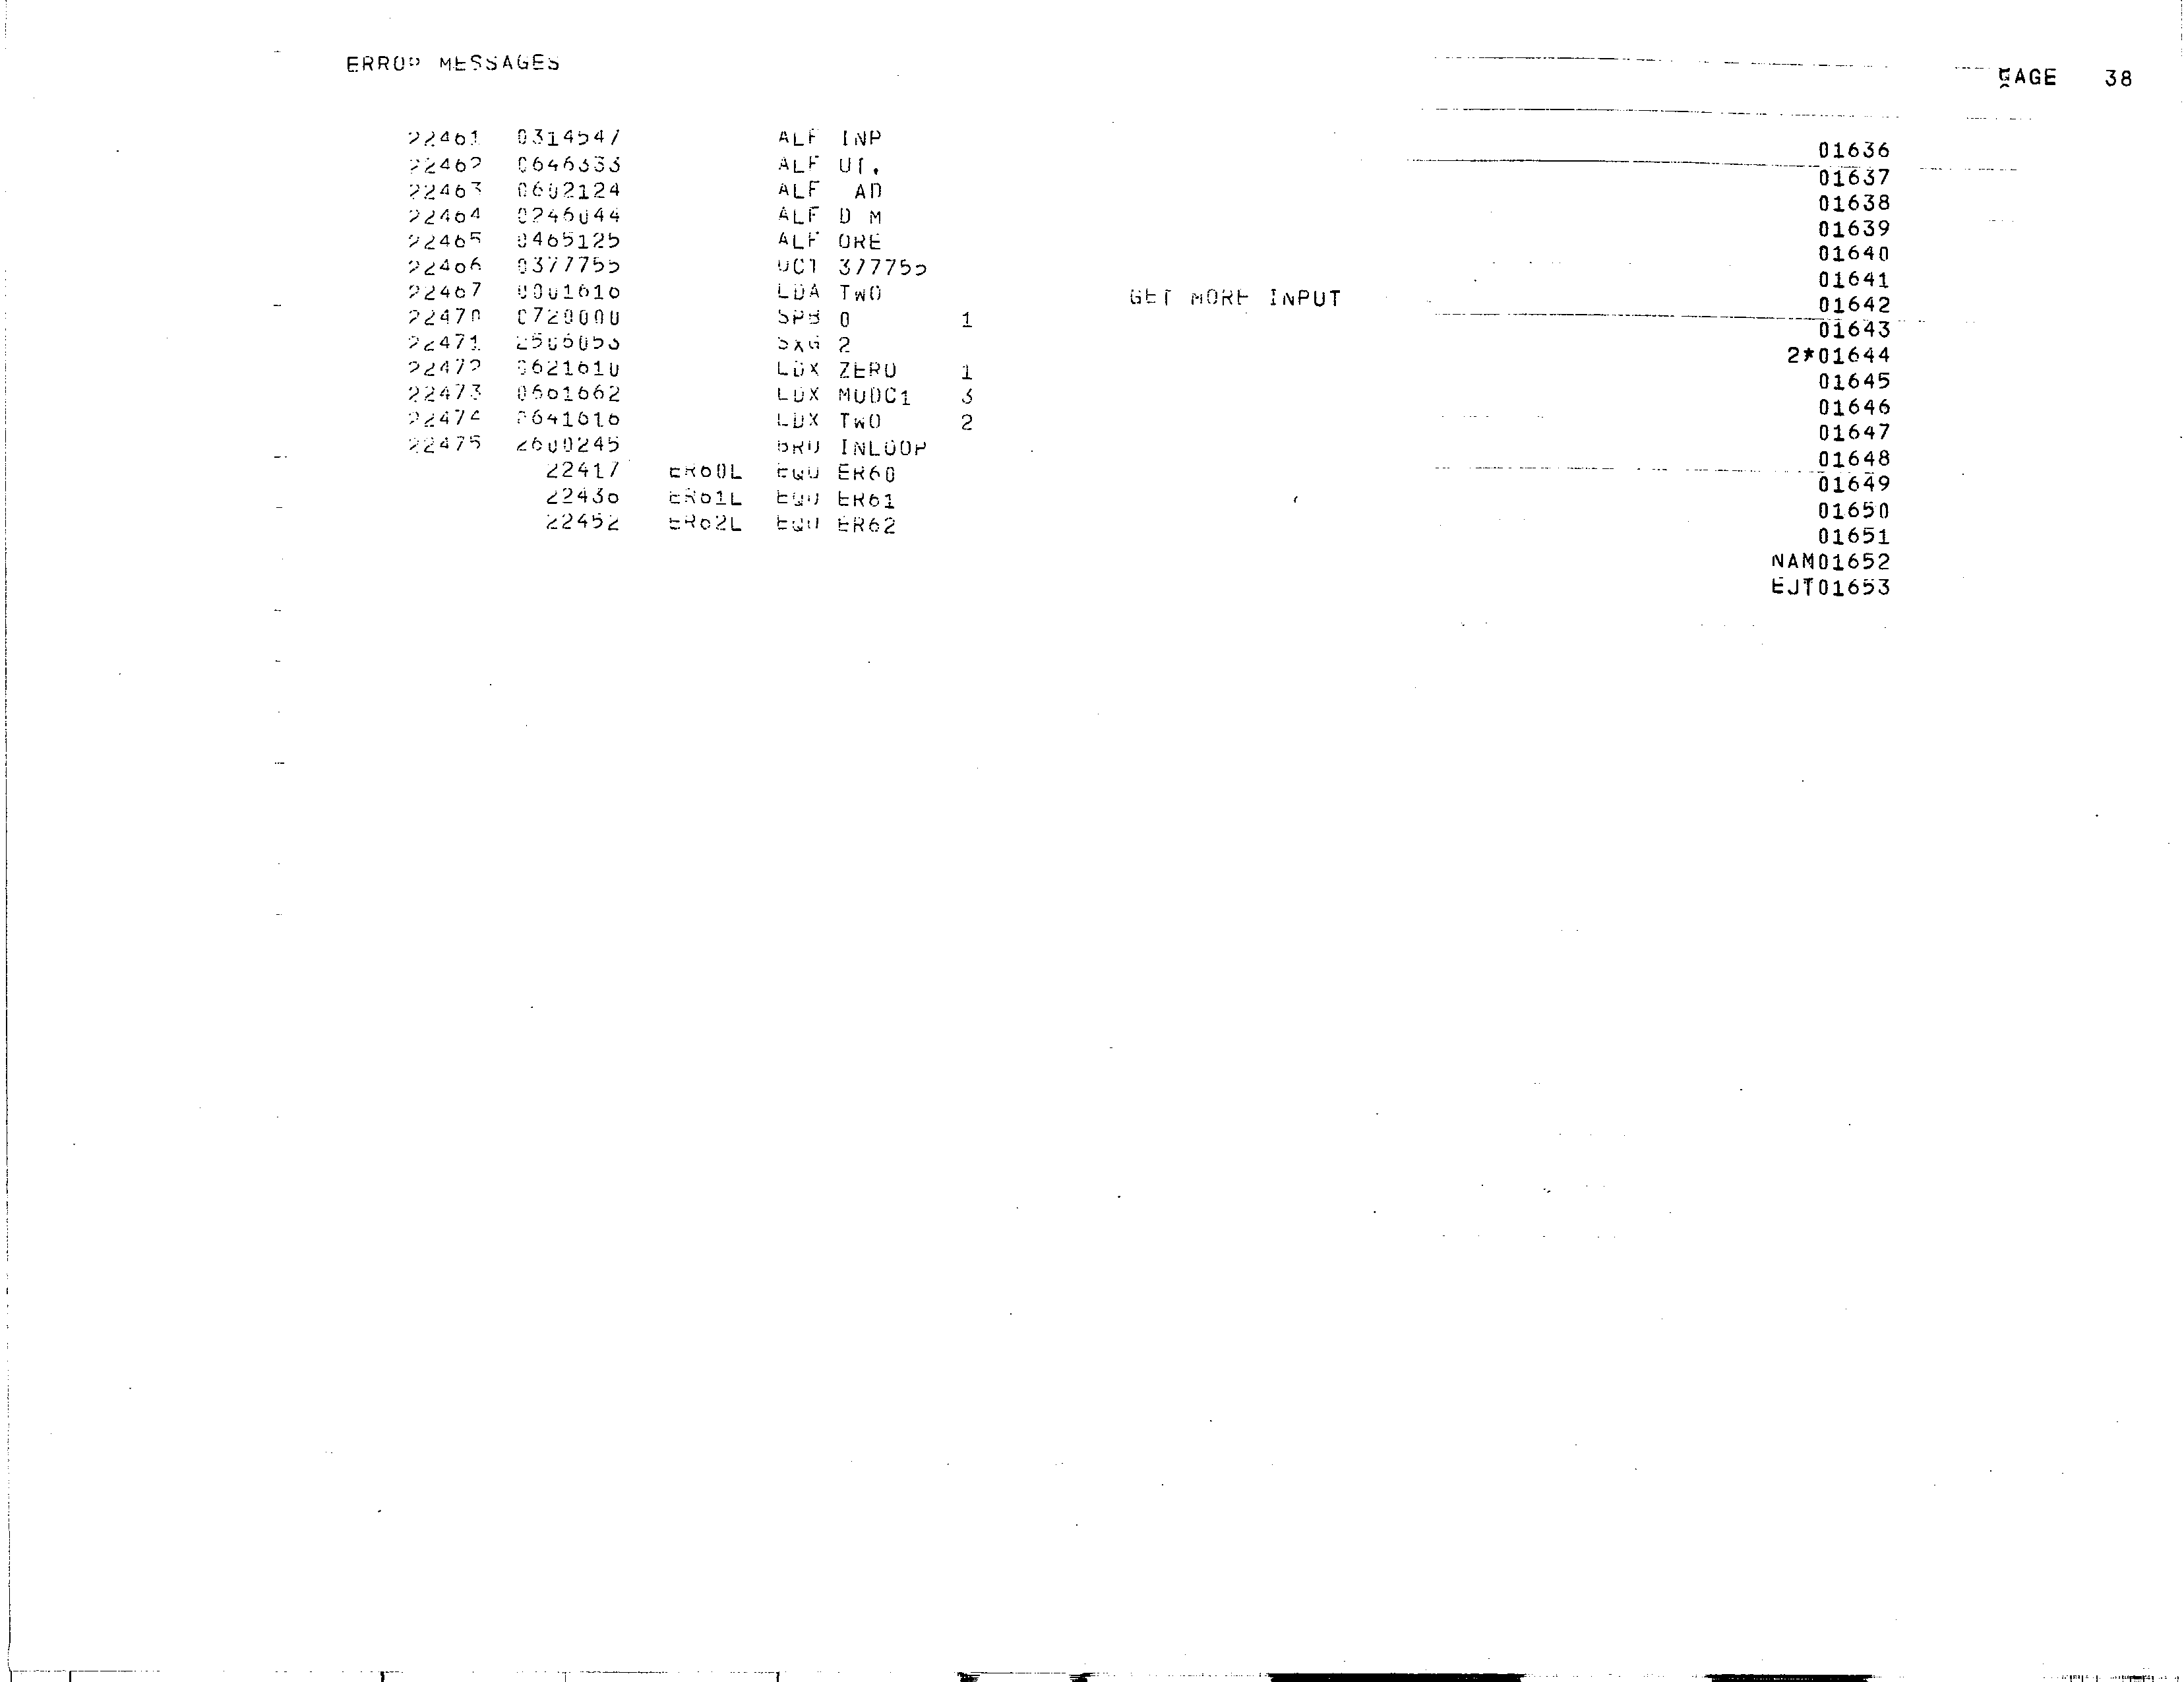 ERROR MESSAGES PAGE 38
22461 0314547 ALF INP 01636
22462 0646333 ALF UT. 01637
22463 0602124 ALF AD 01638
22464 0246044 ALF D M 01639
22465 0465125 ALF ORE 01640
22466 0377755 OCT 377755 01641
22467 0001616 LDA TWO GET MORE INPUT 01642
22470 0720000 SPB 0 1 01643
22471 2506053 SXG 2 2*01644
22472 0621610 LDX ZERO 1 01645
22473 0661662 LDX MODC1 3 01646
22474 0641616 LDX TWO 2 01647
22475 2600245 BRU INLOOP 01648
22417 ER60L EQU ER60 01649
22436 ER61L EQU ER61 01650
22452 ER62L EQU ER62 01651
NAM01652
EJT01653